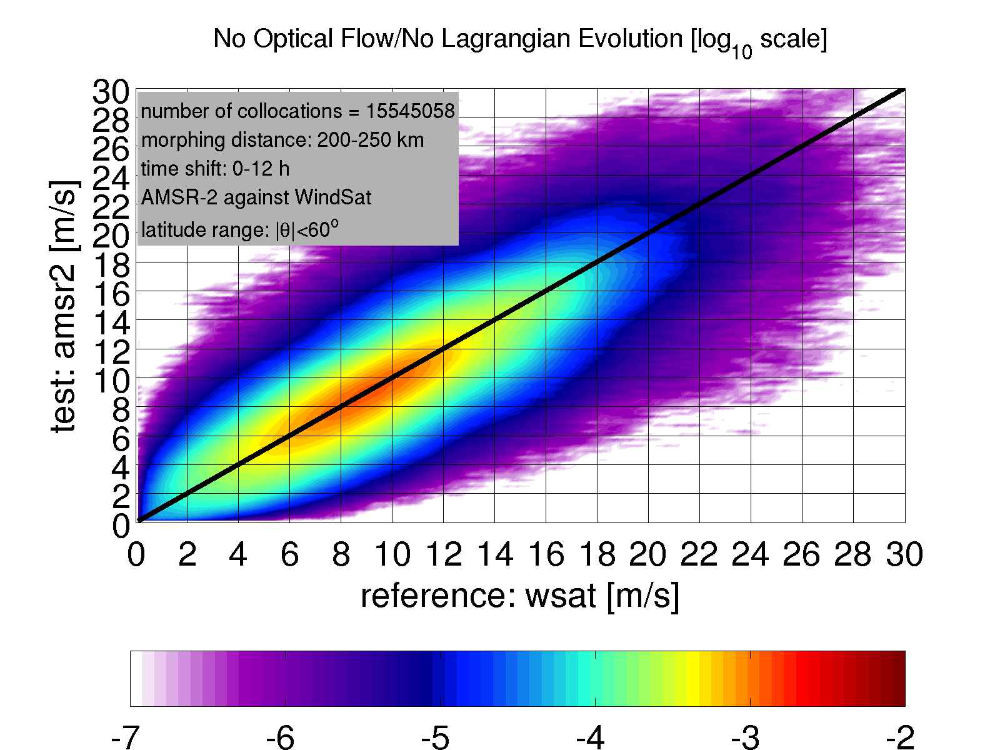 No Optical Flow/No Lagrangian Evolution [log10 scale]
number of collocations = 15545058
morphing distance: 200-250 km
time shift: 0-12 h
AMSR-2 against WindSat
latitude range: |θ|<60o
test: amsr2 [m/s]
30
28
26
24
22
20
18
16
14
12
10
8
6
4
2
0
0 2 4 6 8 10 12 14 16 18 20 22 24 26 28 30
reference: wsat [m/s]
-7 -6 -5 -4 -3 -2